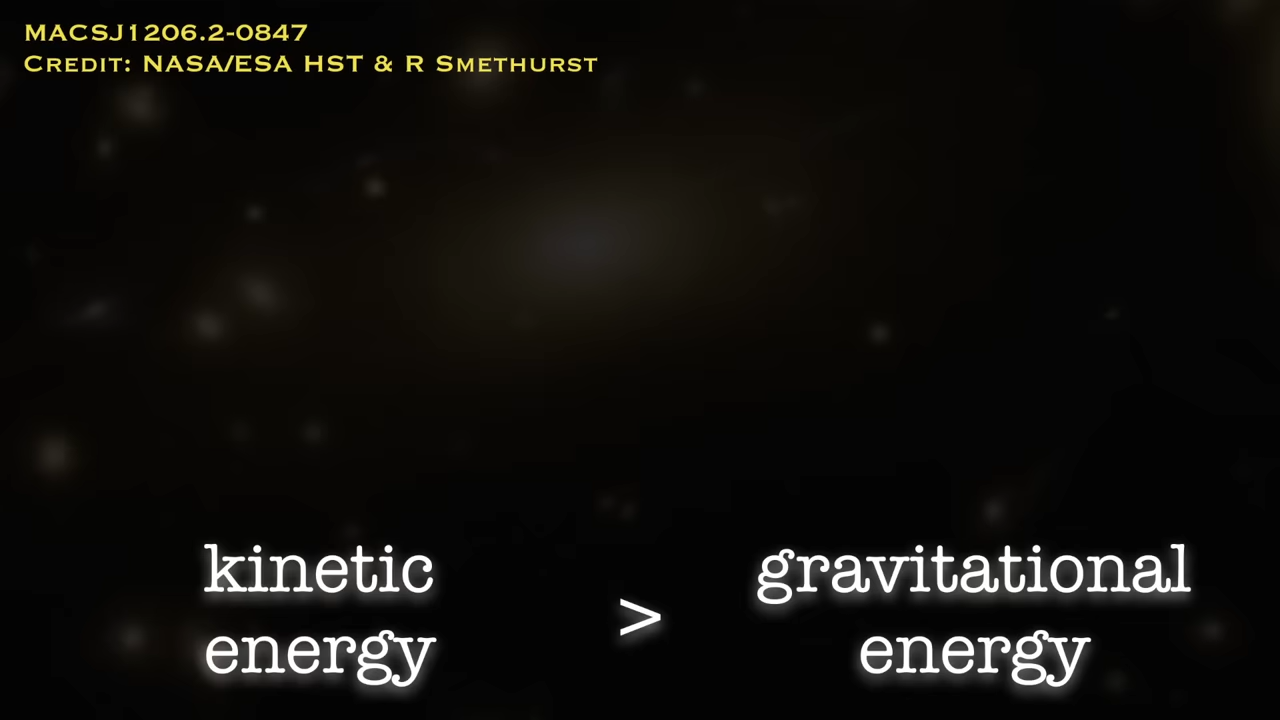 MACSJ1206.2-0847
CREDIT: NASA/ESA HST & R SMETHURST
kinetic
energy
>
gravitational
energy